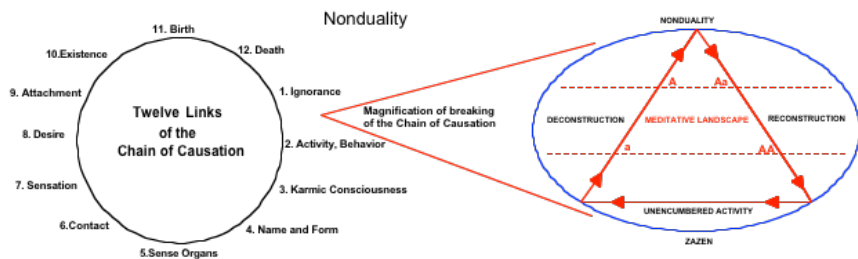 Nonduality
11. Birth
12. Death
1. Ignorance
2. Activity, Behavior
3. Karmic Consciousness
4. Name and Form
5.Sense Organs
6.Contact
7. Sensation
8. Desire
9. Attachment
10.Existence
Twelve Links
of the
Chain of Causation
Magnification of breaking
of the Chain of Causation
NONDUALITY
A
Aa
DECONSTRUCTION
MEDITATIVE LANDSCAPE
RECONSTRUCTION
a
AA
UNENCUMBERED ACTIVITY
ZAZEN